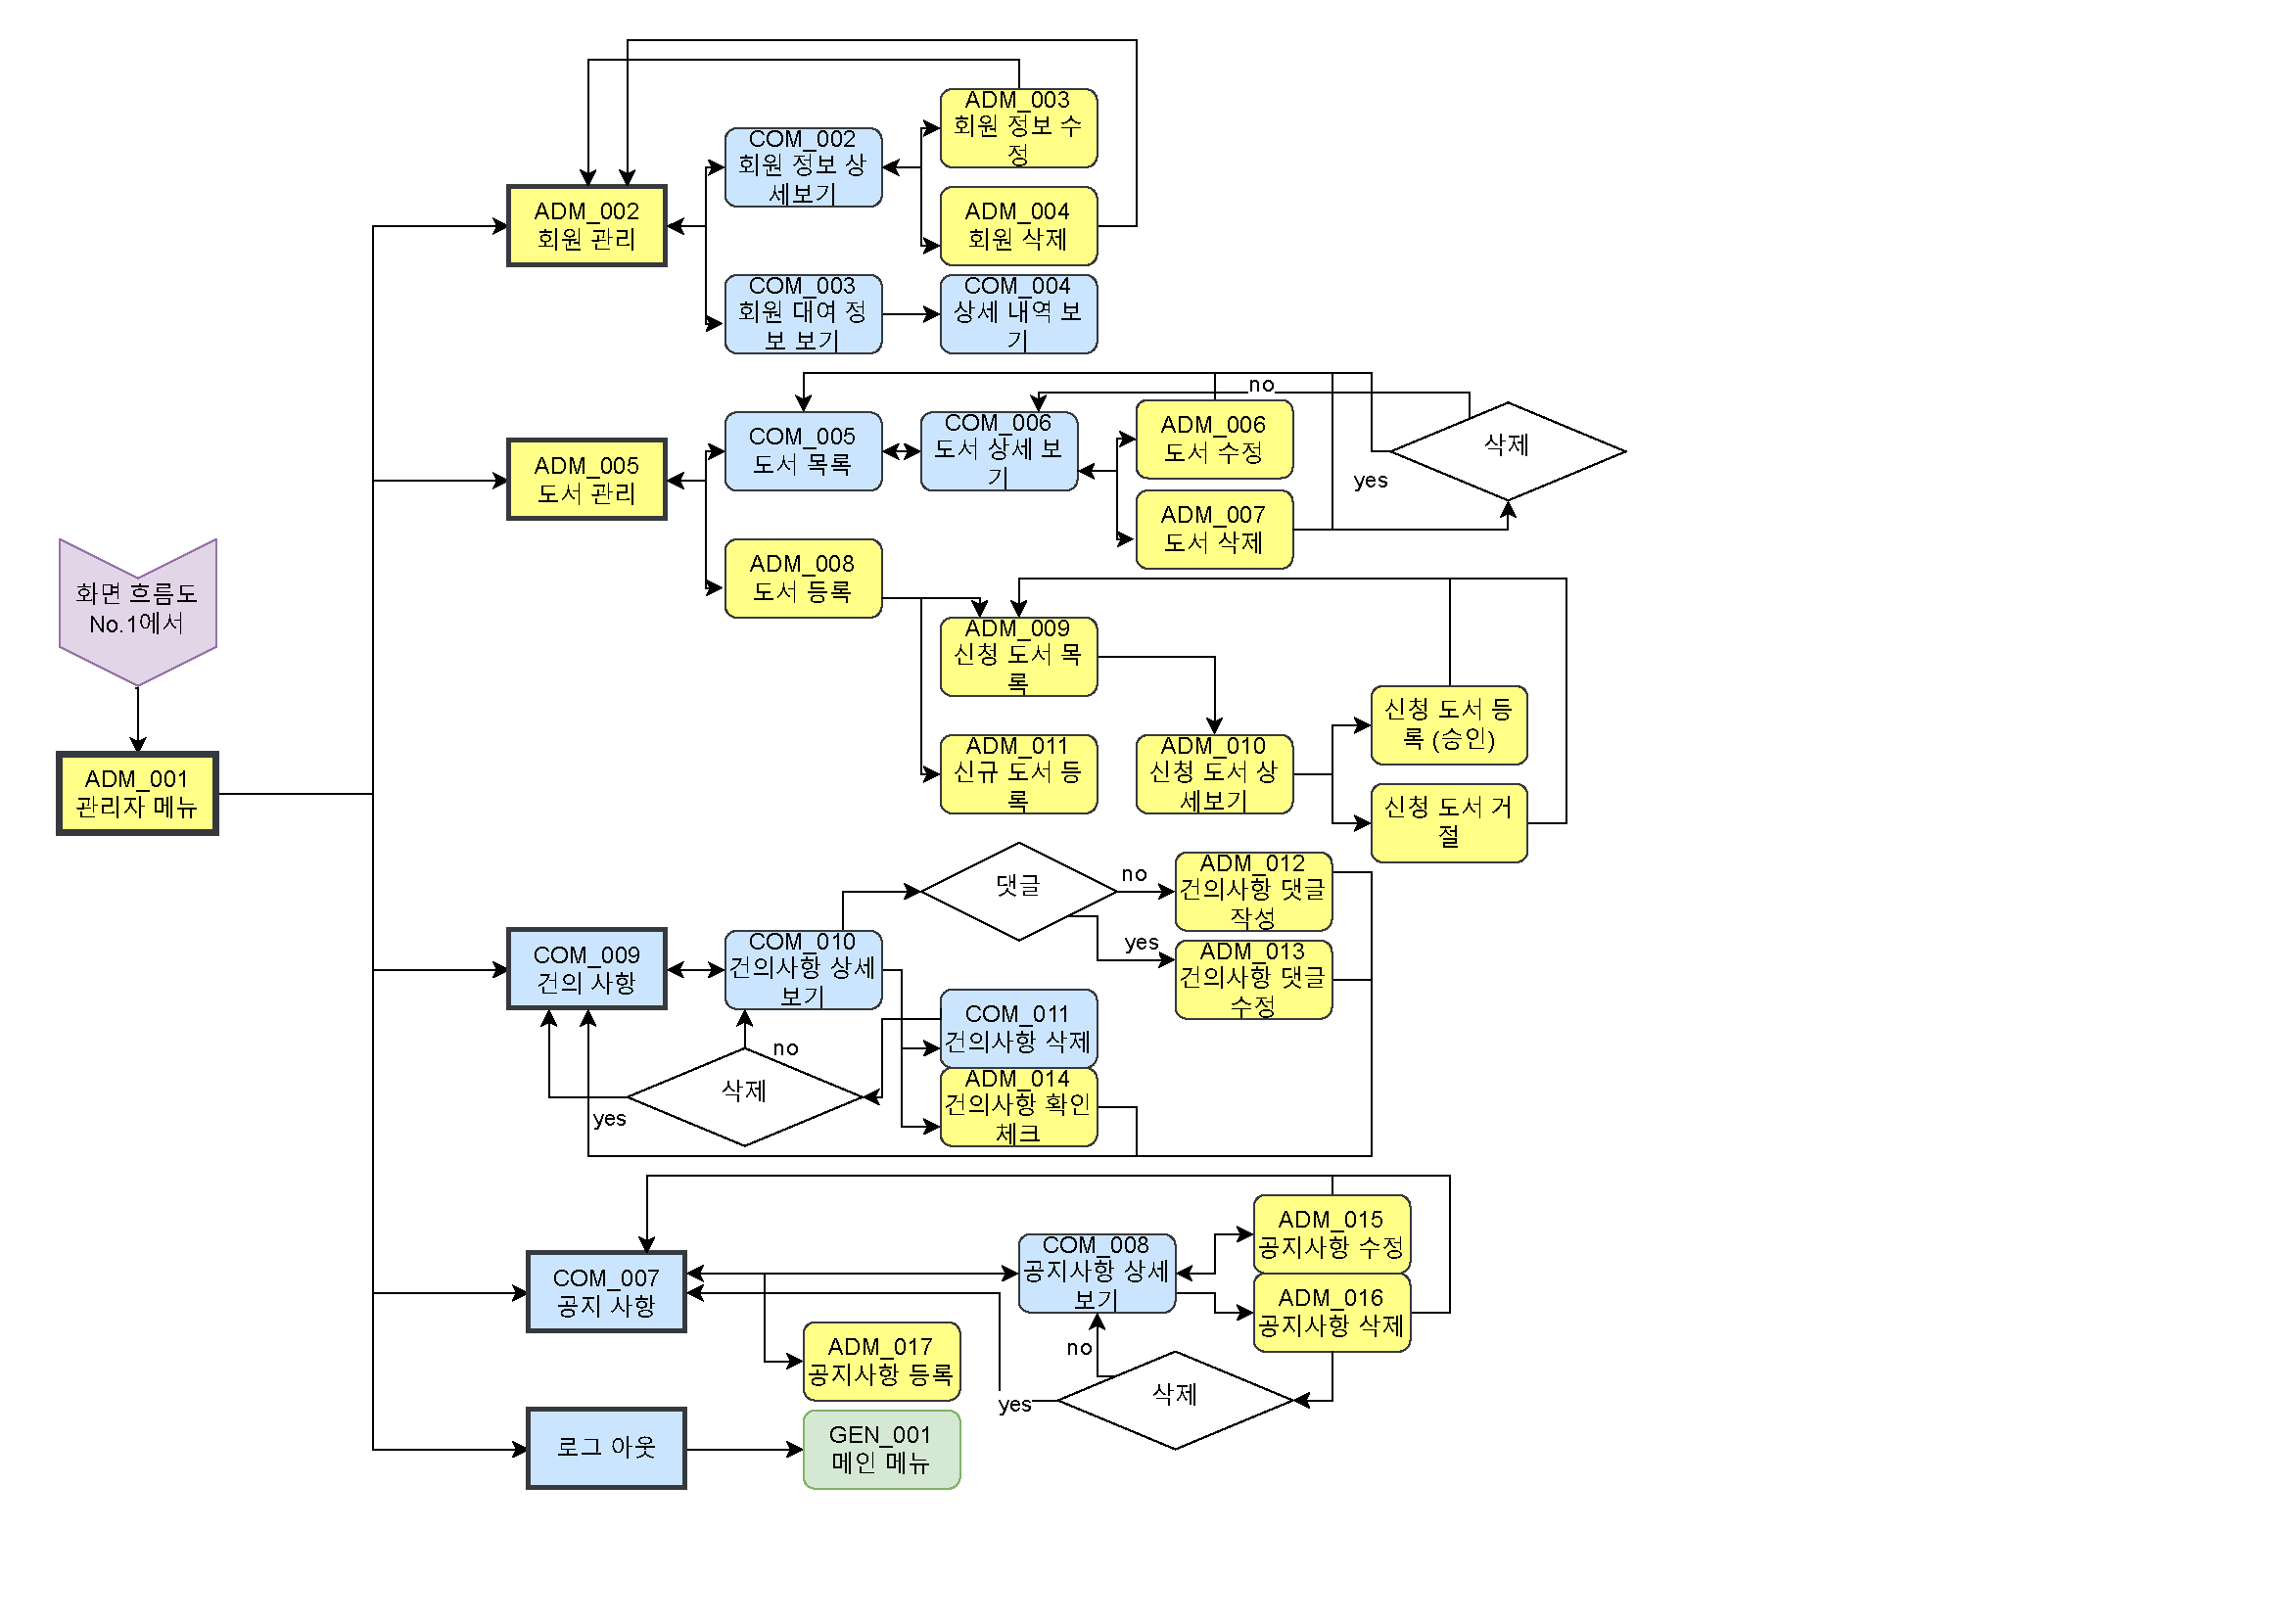 ADM_003
회원 정보 수
정
COM_002
회원 정보 상
세보기
ADM_002
회원 관리
ADM_004
회원 삭제
COM_003
회원 대여 정
보 보기
COM_004
상세 내역 보
기
no
COM_005
도서 목록
COM_006
도서 상세 보
기
ADM_006
도서 수정
삭제
yes
ADM_005
도서 관리
ADM_007
도서 삭제
ADM_008
도서 등록
화면 흐름도
No.1에서
ADM_009
신청 도서 목
록
신청 도서 등
록 (승인)
ADM_001
관리자 메뉴
ADM_011
신규 도서 등
록
ADM_010
신청 도서 상
세보기
신청 도서 거
절
댓글
no
ADM_012
건의사항 댓글
작성
yes
COM_009
건의 사항
COM_010
건의사항 상세
보기
ADM_013
건의사항 댓글
수정
COM_011
건의사항 삭제
no
삭제
yes
ADM_014
건의사항 확인
체크
ADM_015
공지사항 수정
COM_007
공지 사항
COM_008
공지사항 상세
보기
ADM_016
공지사항 삭제
ADM_017
공지사항 등록
no
삭제
yes
로그 아웃
GEN_001
메인 메뉴